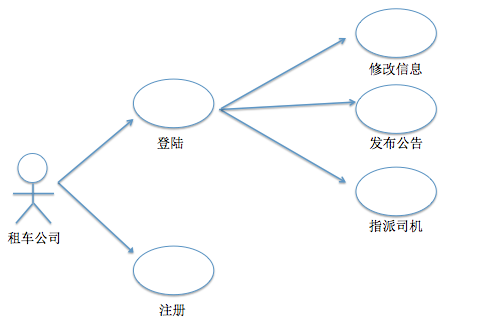 修改信息
登陆
发布公告
租车公司
指派司机
注册